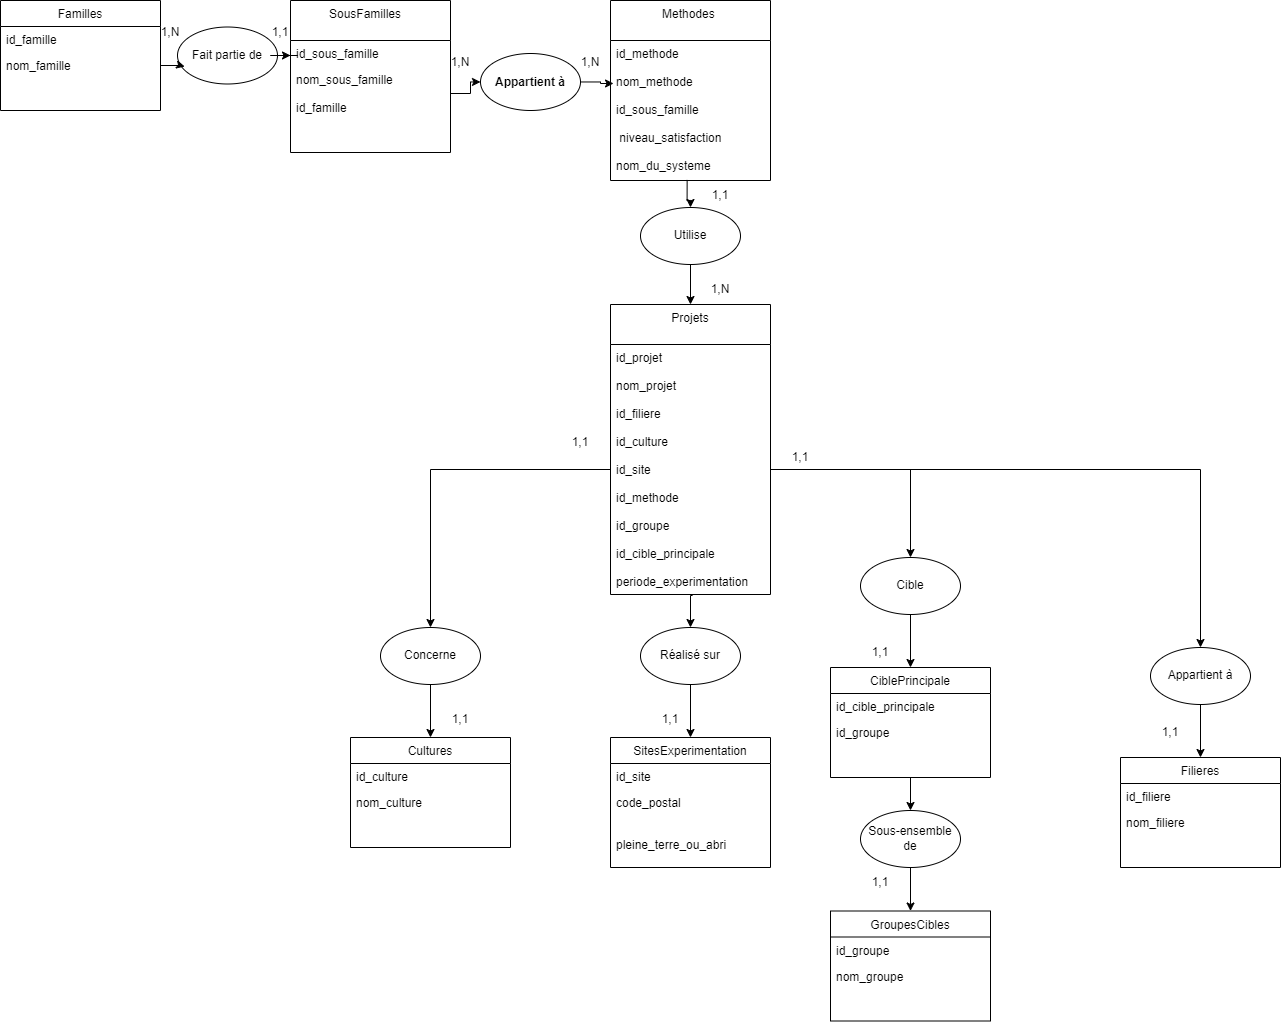 Familles
id_famille
nom_famille
1,N
Fait partie de
1,1
SousFamilles
id_sous_famille
nom_sous_famille
id_famille
1,N
Appartient à
1,N
Methodes
id_methode
nom_methode
id_sous_famille
niveau_satisfaction
nom_du_systeme
1,1
Utilise
1,N
Projets
id_projet
nom_projet
id_filiere
id_culture
id_site
id_methode
id_groupe
id_cible_principale
periode_experimentation
1,1
1,1
Concerne
1,1
Cultures
id_culture
nom_culture
Réalisé sur
1,1
SitesExperimentation
id_site
code_postal
pleine_terre_ou_abri
Cible
1,1
CiblePrincipale
id_cible_principale
id_groupe
Sous-ensemble
de
1,1
GroupesCibles
id_groupe
nom_groupe
Appartient à
1,1
Filieres
id_filiere
nom_filiere